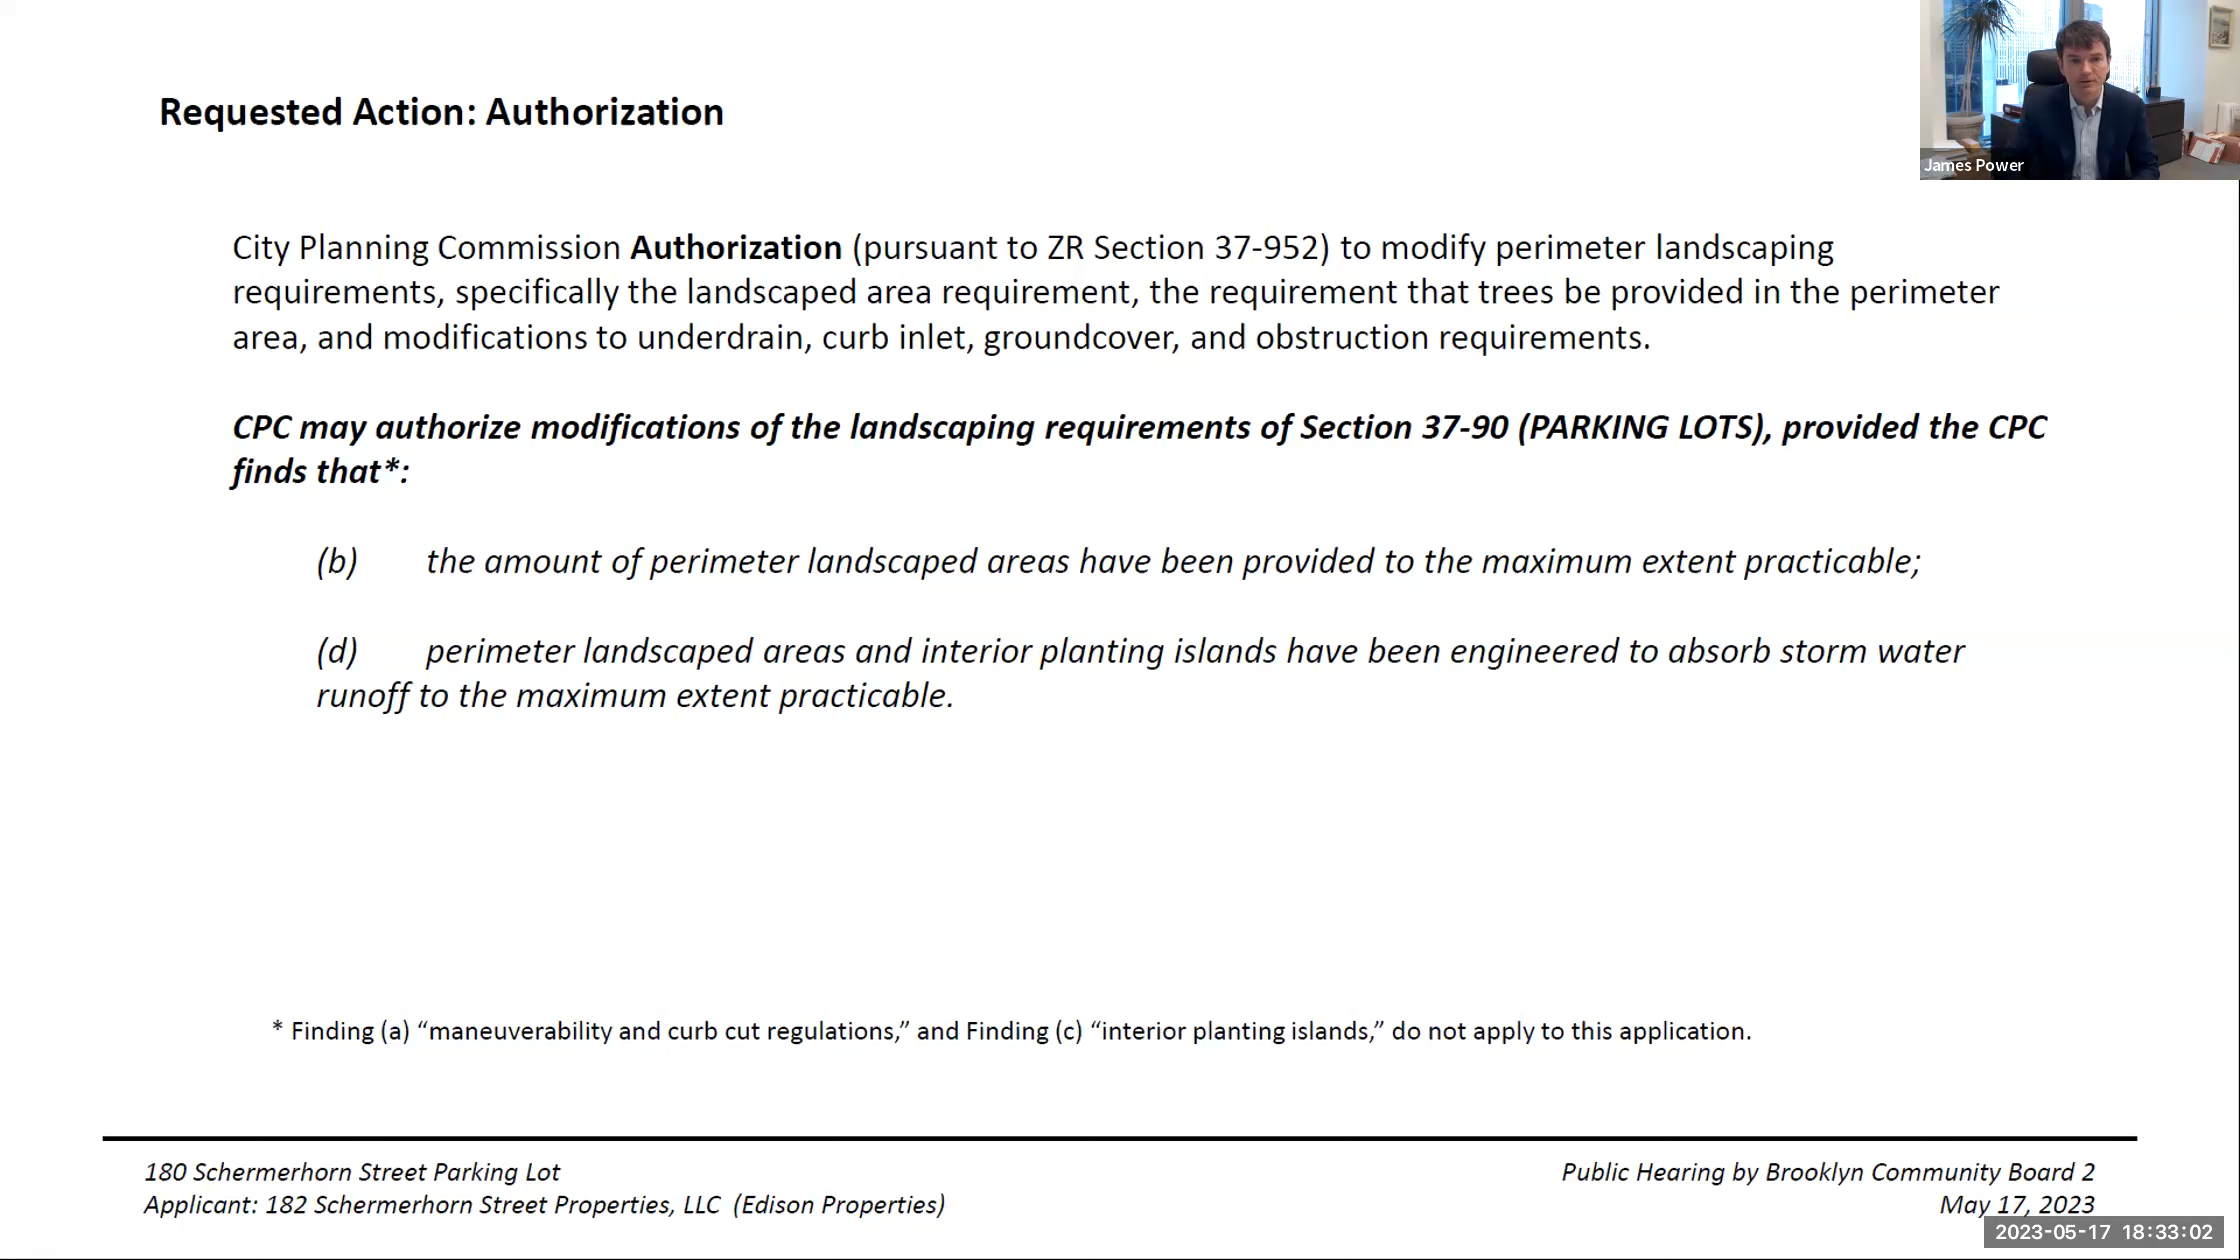 Requested Action: Authorization
James Power
City Planning Commission Authorization (pursuant to ZR Section 37-952) to modify perimeter landscaping
requirements, specifically the landscaped area requirement, the requirement that trees be provided in the perimeter
area, and modifications to underdrain, curb inlet, groundcover, and obstruction requirements.
CPC may authorize modifications of the landscaping requirements of Section 37-90 (PARKING LOTS), provided the CPC
finds that*:
(b) the amount of perimeter landscaped areas have been provided to the maximum extent practicable;
(d) perimeter landscaped areas and interior planting islands have been engineered to absorb storm water
runoff to the maximum extent practicable.
* Finding (a) “maneuverability and curb cut regulations,” and Finding (c) “interior planting islands,” do not apply to this application.
180 Schermerhorn Street Parking Lot
Applicant: 182 Schermerhorn Street Properties, LLC (Edison Properties)
Public Hearing by Brooklyn Community Board 2
May 17, 2023
2023-05-17 18:33:02